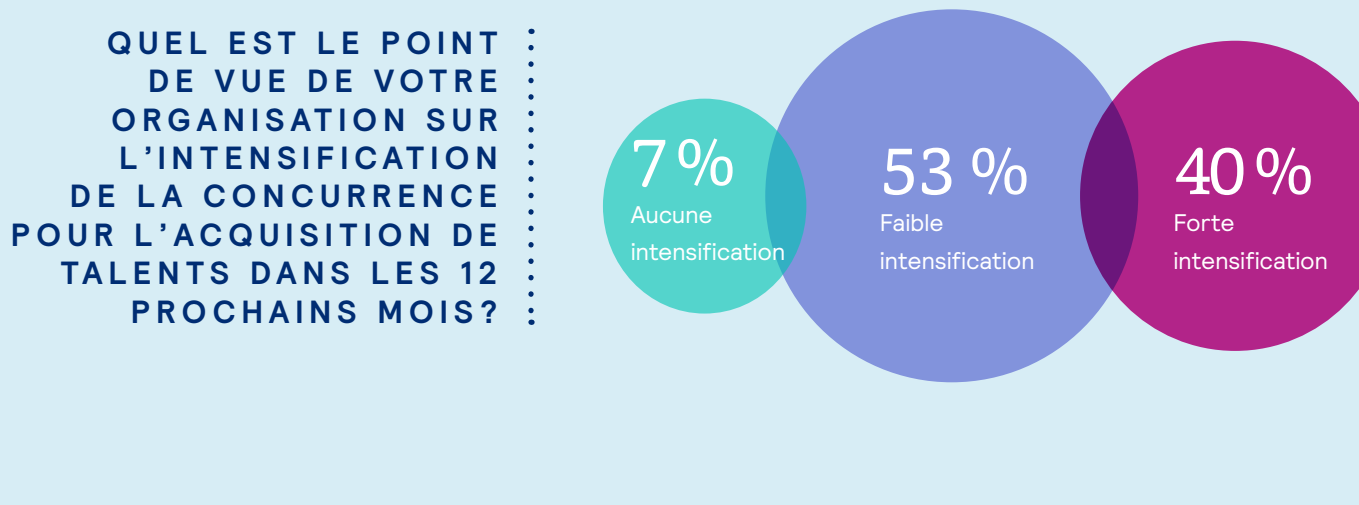 QUEL EST LE POINT
DE VUE DE VOTRE
ORGANISATION SUR
L’INTENSIFICATION
DE LA CONCURRENCE
POUR L’ACQUISITION DE
TALENTS DANS LES 12
PROCHAINS MOIS?
7 %
Aucune
intensification
53 %
Faible
intensification
40 %
Forte
intensification